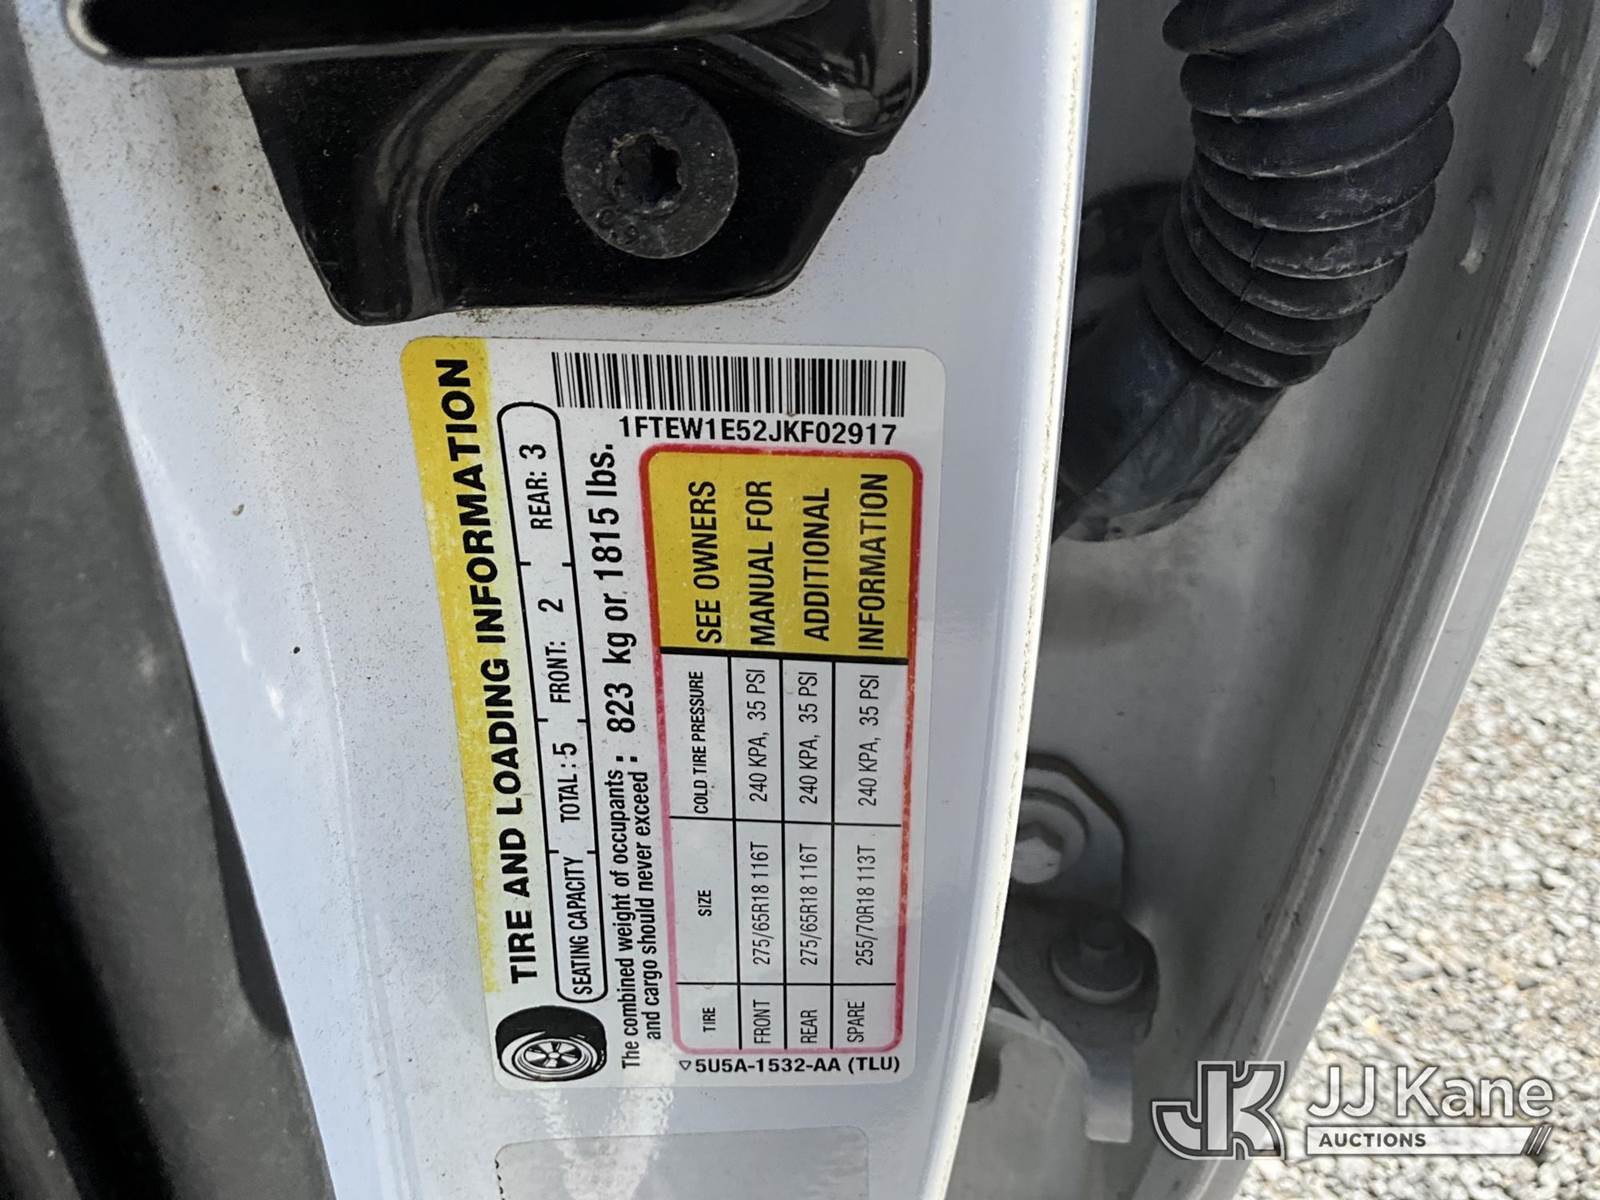 TIRE AND LOADING INFORMATION
SEATING CAPACITY TOTAL : 5 FRONT: 2 REAR: 3
The combined weight of occupants
and cargo should never exceed : 823 kg or 1815 lbs.
1FTEW1E52JKF02917
TIRE SIZE COLD TIRE PRESSURE
FRONT 275/65R18 116T 240 KPA, 35 PSI
REAR 275/65R18 116T 240 KPA, 35 PSI
SPARE 255/70R18 113T 240 KPA, 35 PSI
SEE OWNERS
MANUAL FOR
ADDITIONAL
INFORMATION
5U5A-1532-AA (TLU)
JK JJ Kane
AUCTIONS